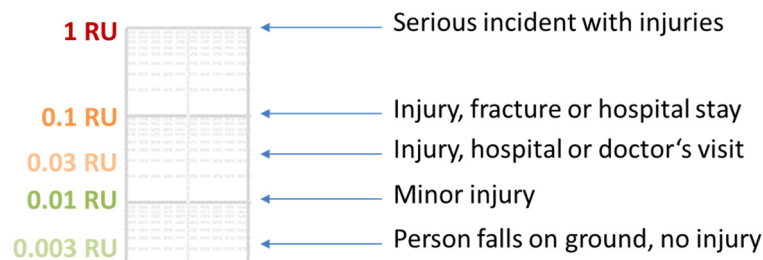 1 RU Serious incident with injuries
0.1 RU Injury, fracture or hospital stay
0.03 RU Injury, hospital or doctor‘s visit
0.01 RU Minor injury
0.003 RU Person falls on ground, no injury